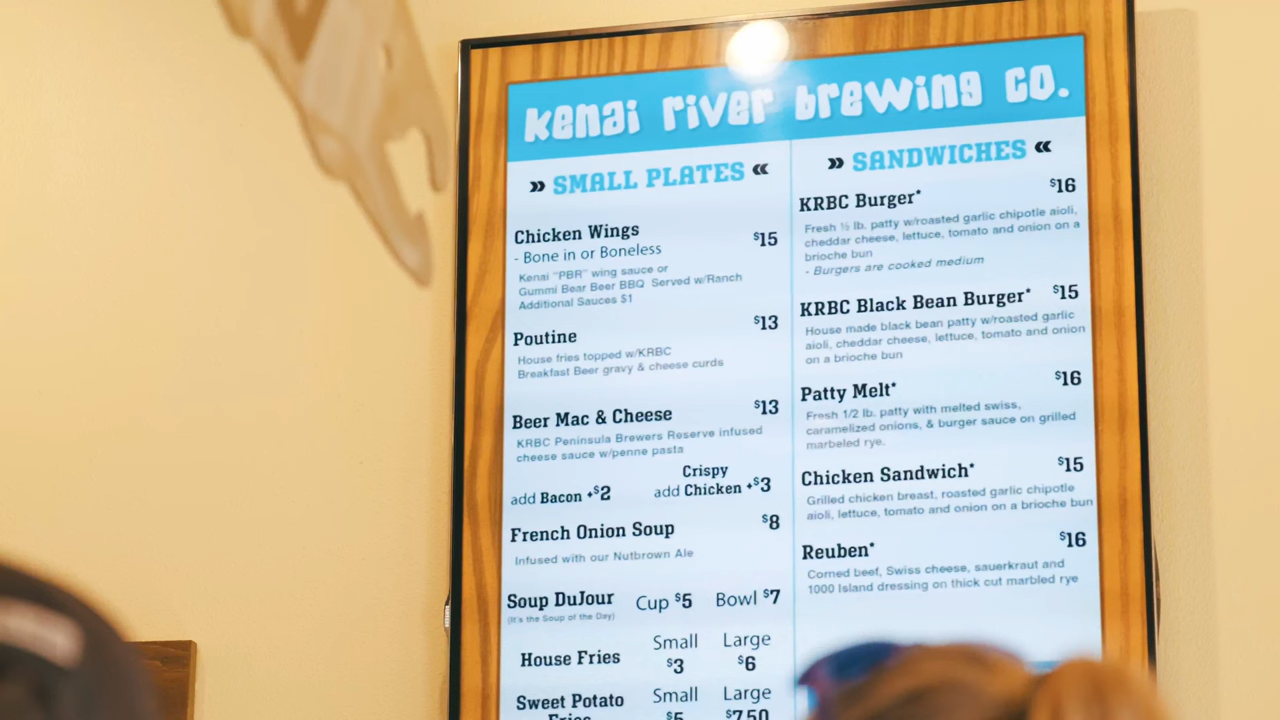 kenai river brewing co.
» SMALL PLATES «
Chicken Wings
- Bone in or Boneless $15
Kenai "PBR" wing sauce or
Gummi Bear Beer BBQ Served w/Ranch
Additional Sauces $1
Poutine $13
House fries topped w/KRBC
Breakfast Beer gravy & cheese curds
Beer Mac & Cheese $13
KRBC Peninsula Brewers Reserve infused
cheese sauce w/penne pasta
add Bacon +$2
Crispy
add Chicken +$3
French Onion Soup $8
Infused with our Nutbrown Ale
Soup DuJour Cup $5 Bowl $7
(It's the Soup of the Day)
Small Large
House Fries $3 $6
Sweet Potato Small Large
Fries $5 $7.50
» SANDWICHES «
KRBC Burger* $16
Fresh ½ lb. patty w/roasted garlic chipotle aioli,
cheddar cheese, lettuce, tomato and onion on a
brioche bun
- Burgers are cooked medium
KRBC Black Bean Burger* $15
House made black bean patty w/roasted garlic
aioli, cheddar cheese, lettuce, tomato and onion
on a brioche bun
Patty Melt* $16
Fresh 1/2 lb. patty with melted swiss,
caramelized onions, & burger sauce on grilled
marbeled rye.
Chicken Sandwich* $15
Grilled chicken breast, roasted garlic chipotle
aioli, lettuce, tomato and onion on a brioche bun
Reuben* $16
Corned beef, Swiss cheese, sauerkraut and
1000 Island dressing on thick cut marbled rye